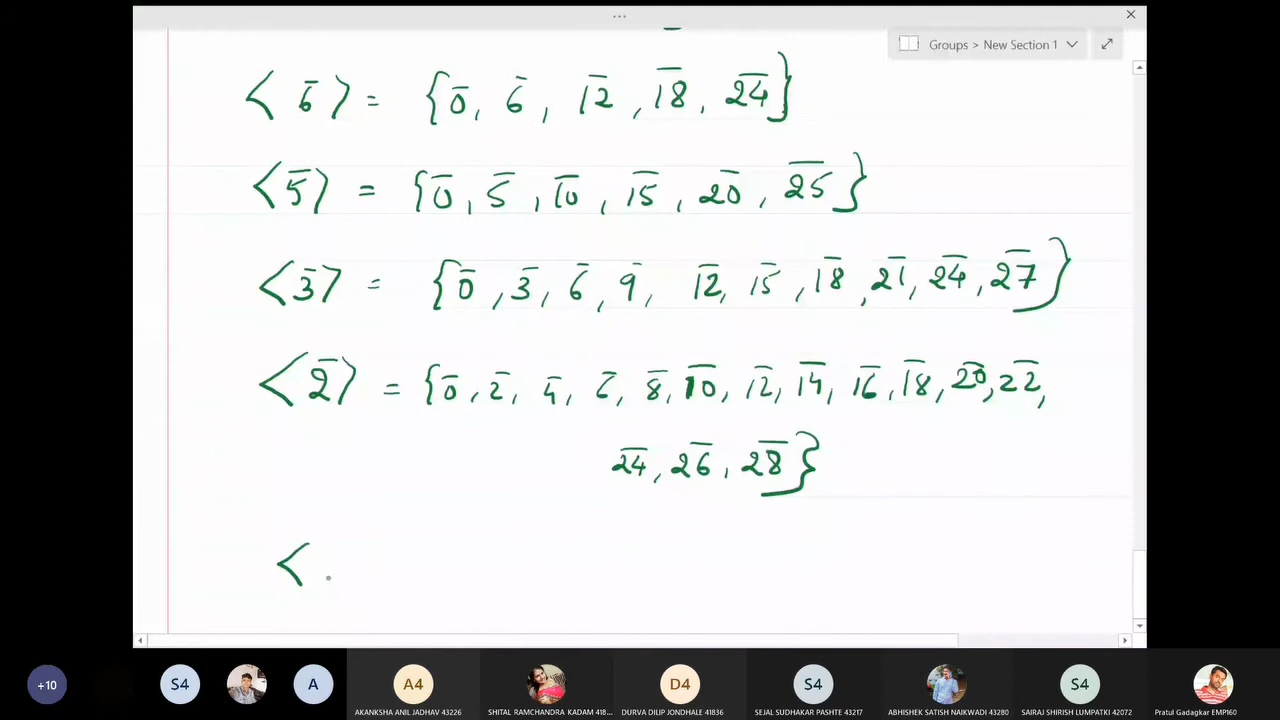 ...
Groups > New Section 1
< 6̄ > = {0̄, 6̄, 1̅2̅, 1̅8̅, 2̅4̅}
< 5̄ > = {0̄, 5̄, 1̅0̅, 1̅5̅, 2̅0̅, 2̅5̅}
< 3̄ > = {0̄, 3̄, 6̄, 9̄, 1̅2̅, 1̅5̅, 1̅8̅, 2̅1̅, 2̅4̅, 2̅7̅}
< 2̄ > = {0̄, 2̄, 4̄, 6̄, 8̄, 1̅0̅, 1̅2̅, 1̅4̅, 1̅6̅, 1̅8̅, 2̅0̅, 2̅2̅,
2̅4̅, 2̅6̅, 2̅8̅}
<
+10 S4 A A4 D4 S4 S4
AKANKSHA ANIL JADHAV 43226 SHITAL RAMCHANDRA KADAM 418... DURVA DILIP JONDHALE 41836 SEJAL SUDHAKAR PASHTE 43217 ABHISHEK SATISH NAIKWADI 43280 SAIRAJ SHIRISH LUMPATKI 42072 Pratul Gadagkar EMP160